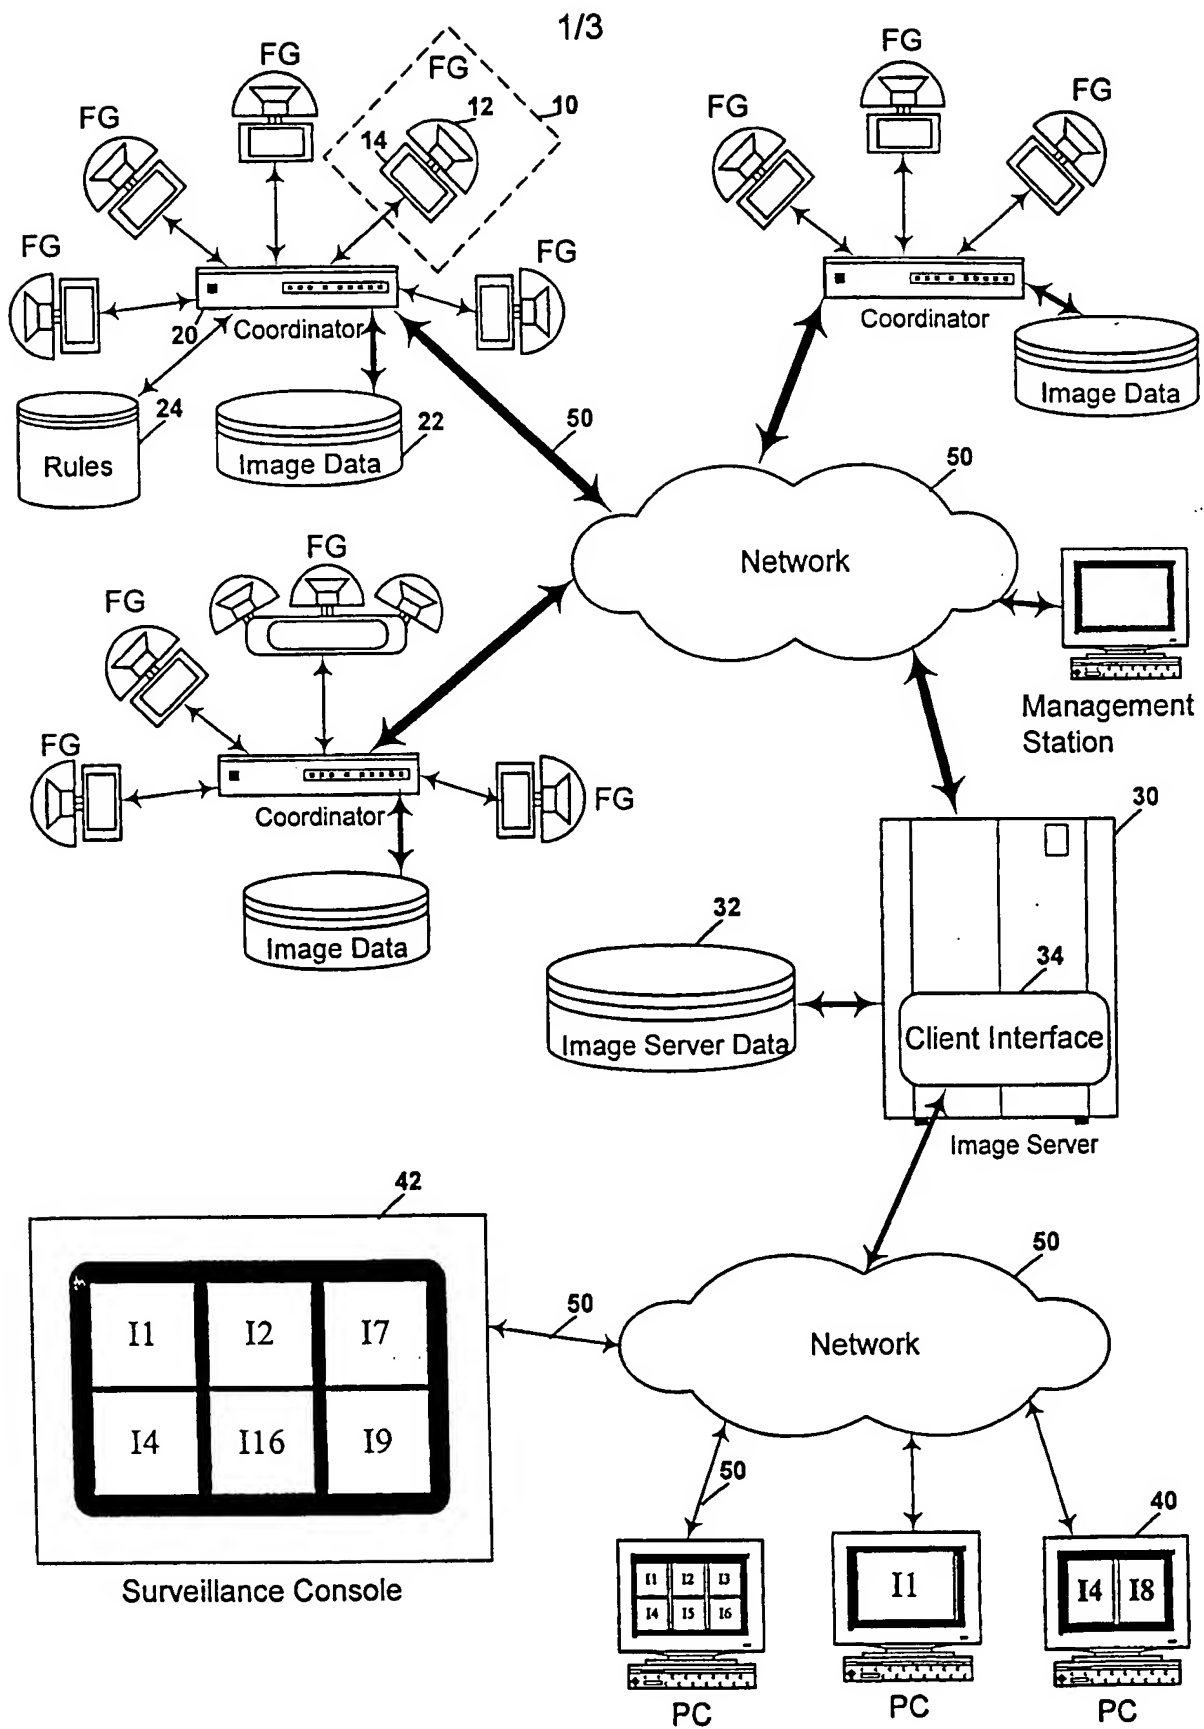 1/3
FG
FG
FG
FG
FG
FG
FG
FG
FG
10
12
14
20
Coordinator
Coordinator
24
22
50
Rules
Image Data
Image Data
50
Network
FG
FG
FG
FG
Management
Station
Coordinator
30
Image Data
32
34
Image Server Data
Client Interface
Image Server
42
50
50
I1
I2
I7
Network
I4
I16
I9
50
40
Surveillance Console
I1 I2 I3
I4 I5 I6
I1
I4 I8
PC
PC
PC